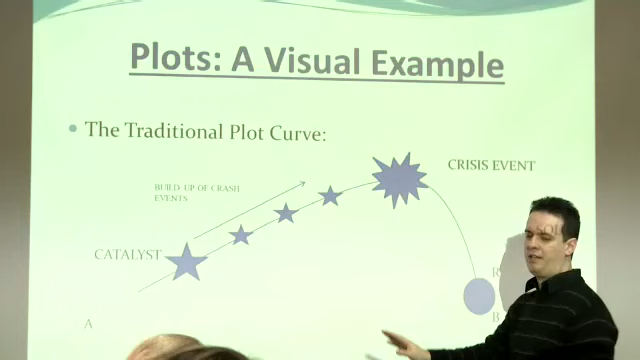 Plots: A Visual Example
The Traditional Plot Curve:
CRISIS EVENT
BUILD UP OF CRASH
EVENTS
CATALYST
R
A
B